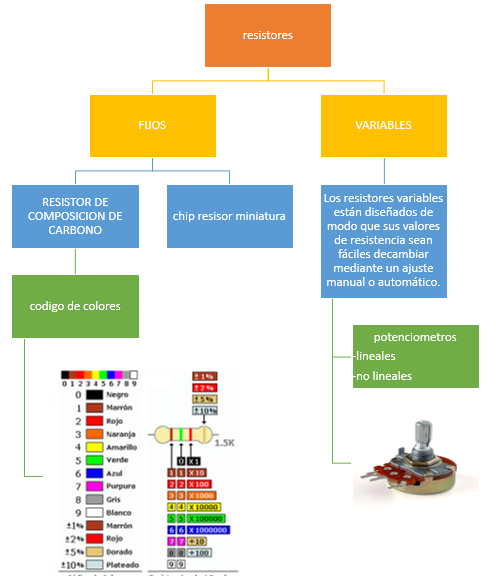 resistores
FIJOS
VARIABLES
RESISTOR DE
COMPOSICION DE
CARBONO
chip resisor miniatura
Los resistores variables
están diseñados de
modo que sus valores
de resistencia sean
fáciles decambiar
mediante un ajuste
manual o automático.
codigo de colores
potenciometros
-lineales
-no lineales
0 1 2 3 4 5 6 7 8 9
0 Negro
1 Marrón
2 Rojo
3 Naranja
4 Amarillo
5 Verde
6 Azul
7 Purpura
8 Gris
9 Blanco
±1% Marrón
±2% Rojo
±5% Dorado
±10% Plateado
±1%
±2%
±5%
±10%
1.5K
0 X1
1 1 X10
2 2 X100
3 3 X1000
4 4 X10000
5 5 X100000
6 6 X1000000
7 7 ÷10
8 8 ÷100
9 9